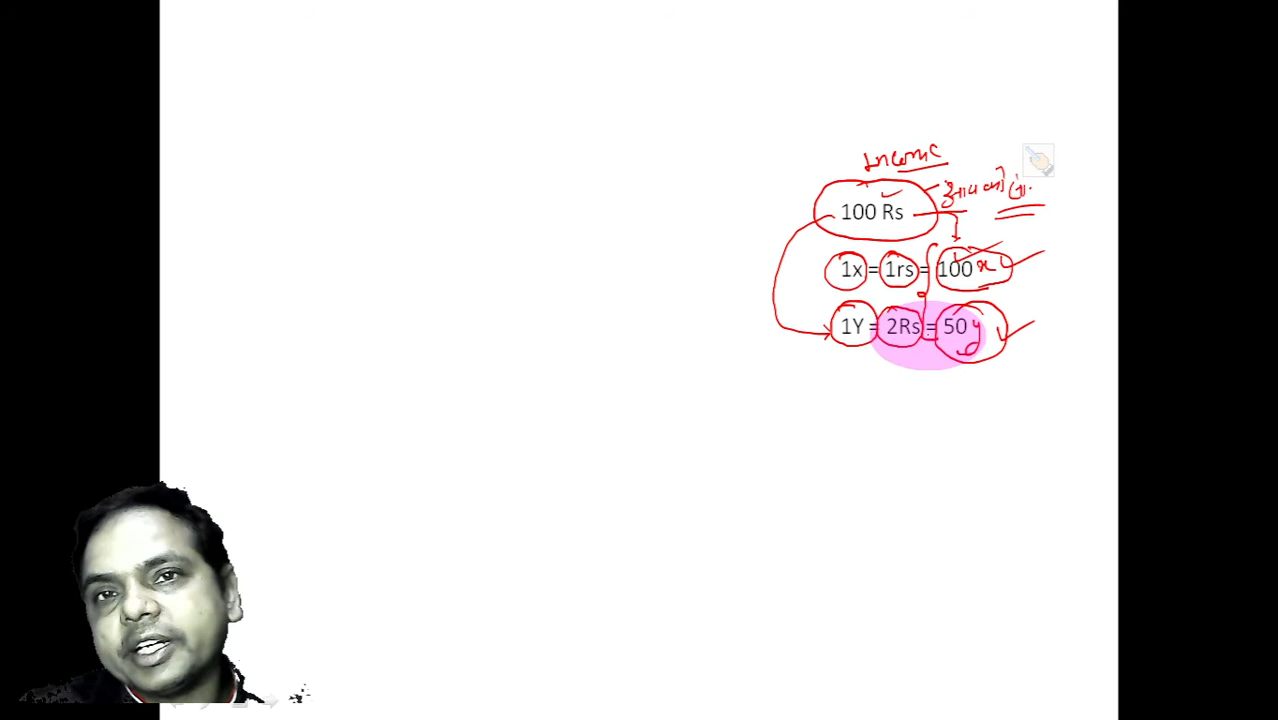 Income
100 Rs
1x = 1rs = 100 x
1Y = 2Rs = 50 y